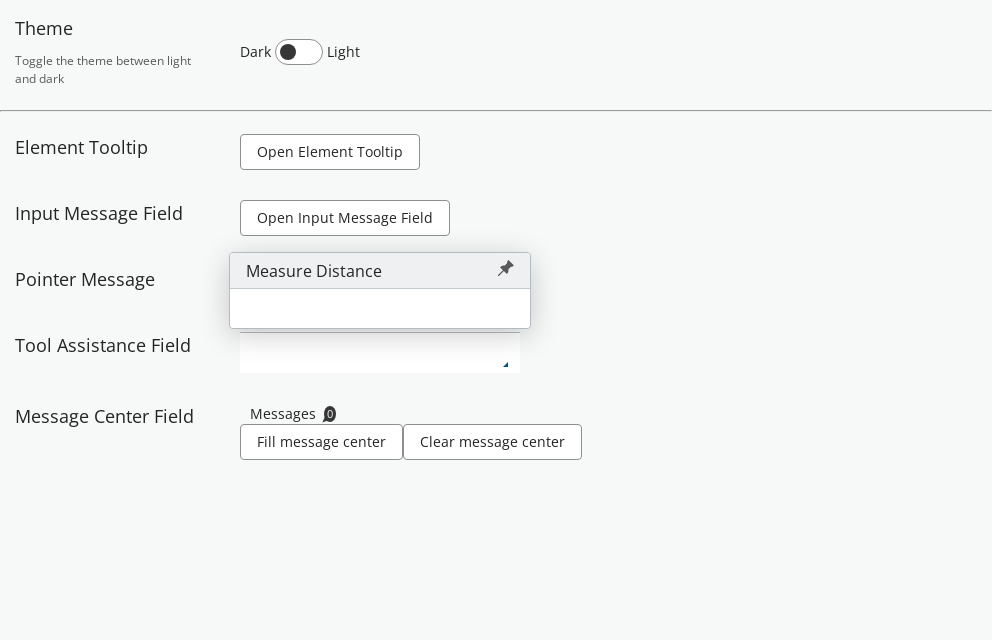 Theme
Toggle the theme between light
and dark
Dark Light
Element Tooltip
Open Element Tooltip
Input Message Field
Open Input Message Field
Pointer Message
Measure Distance
Tool Assistance Field
Message Center Field
Messages 0
Fill message center
Clear message center